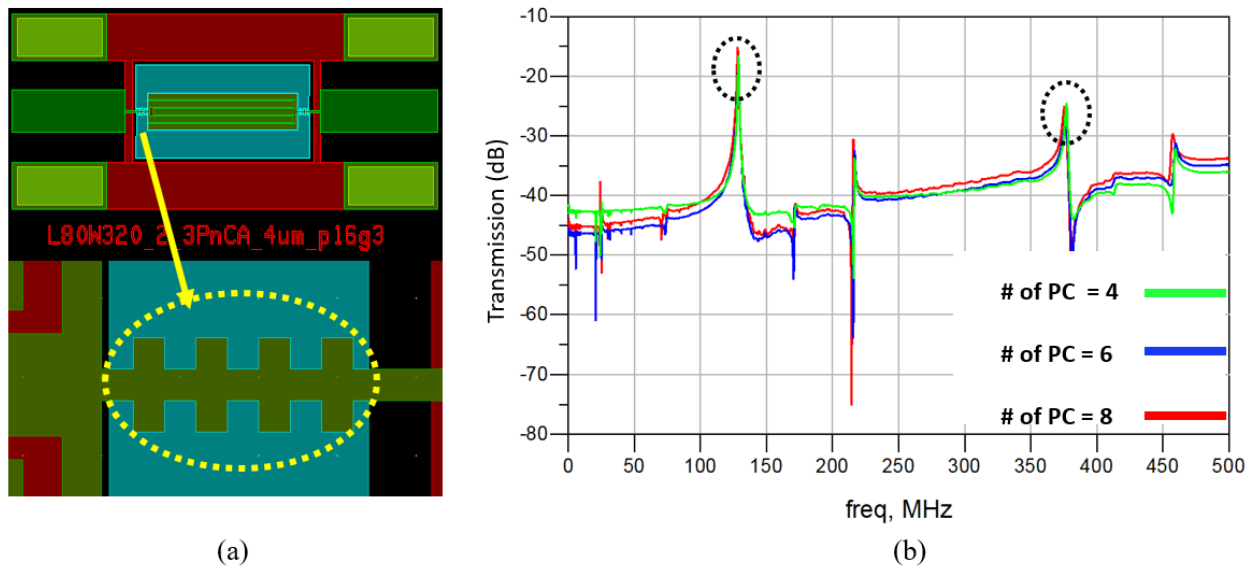 L80W320_2_3PnCA_4um_p16g3
(a)
Transmission (dB)
-10
-20
-30
-40
-50
-60
-70
-80
# of PC = 4
# of PC = 6
# of PC = 8
0 50 100 150 200 250 300 350 400 450 500
freq, MHz
(b)